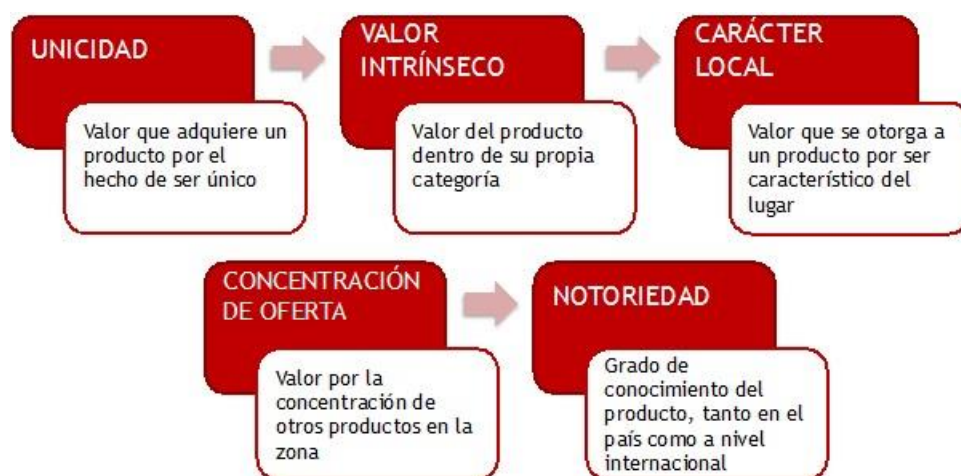 UNICIDAD
Valor que adquiere un
producto por el
hecho de ser único
VALOR
INTRÍNSECO
Valor del producto
dentro de su propia
categoría
CARÁCTER
LOCAL
Valor que se otorga a
un producto por ser
característico del
lugar
CONCENTRACIÓN
DE OFERTA
Valor por la
concentración de
otros productos en la
zona
NOTORIEDAD
Grado de
conocimiento del
producto, tanto en el
país como a nivel
internacional